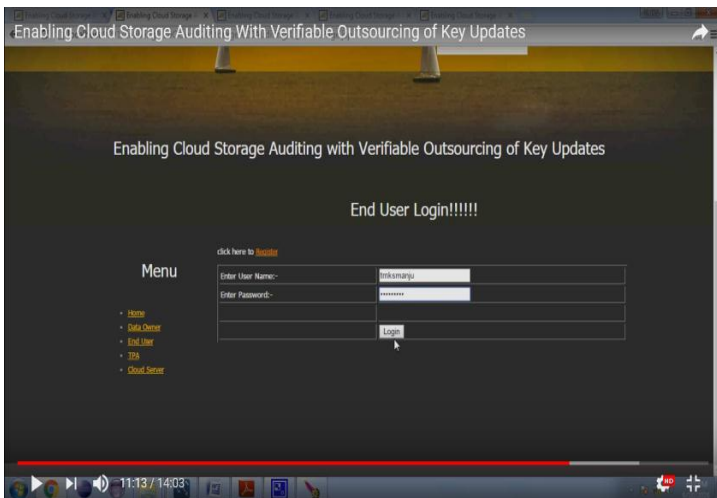 Enabling Cloud Storage Auditing With Verifiable Outsourcing of Key Updates
Enabling Cloud Storage Auditing with Verifiable Outsourcing of Key Updates
End User Login!!!!!!
click here to Register
Menu
Enter User Name:-
tmksmanju
Enter Password:-
Login
Home
Data Owner
End User
TPA
Cloud Server
11:13 / 14:03
HD